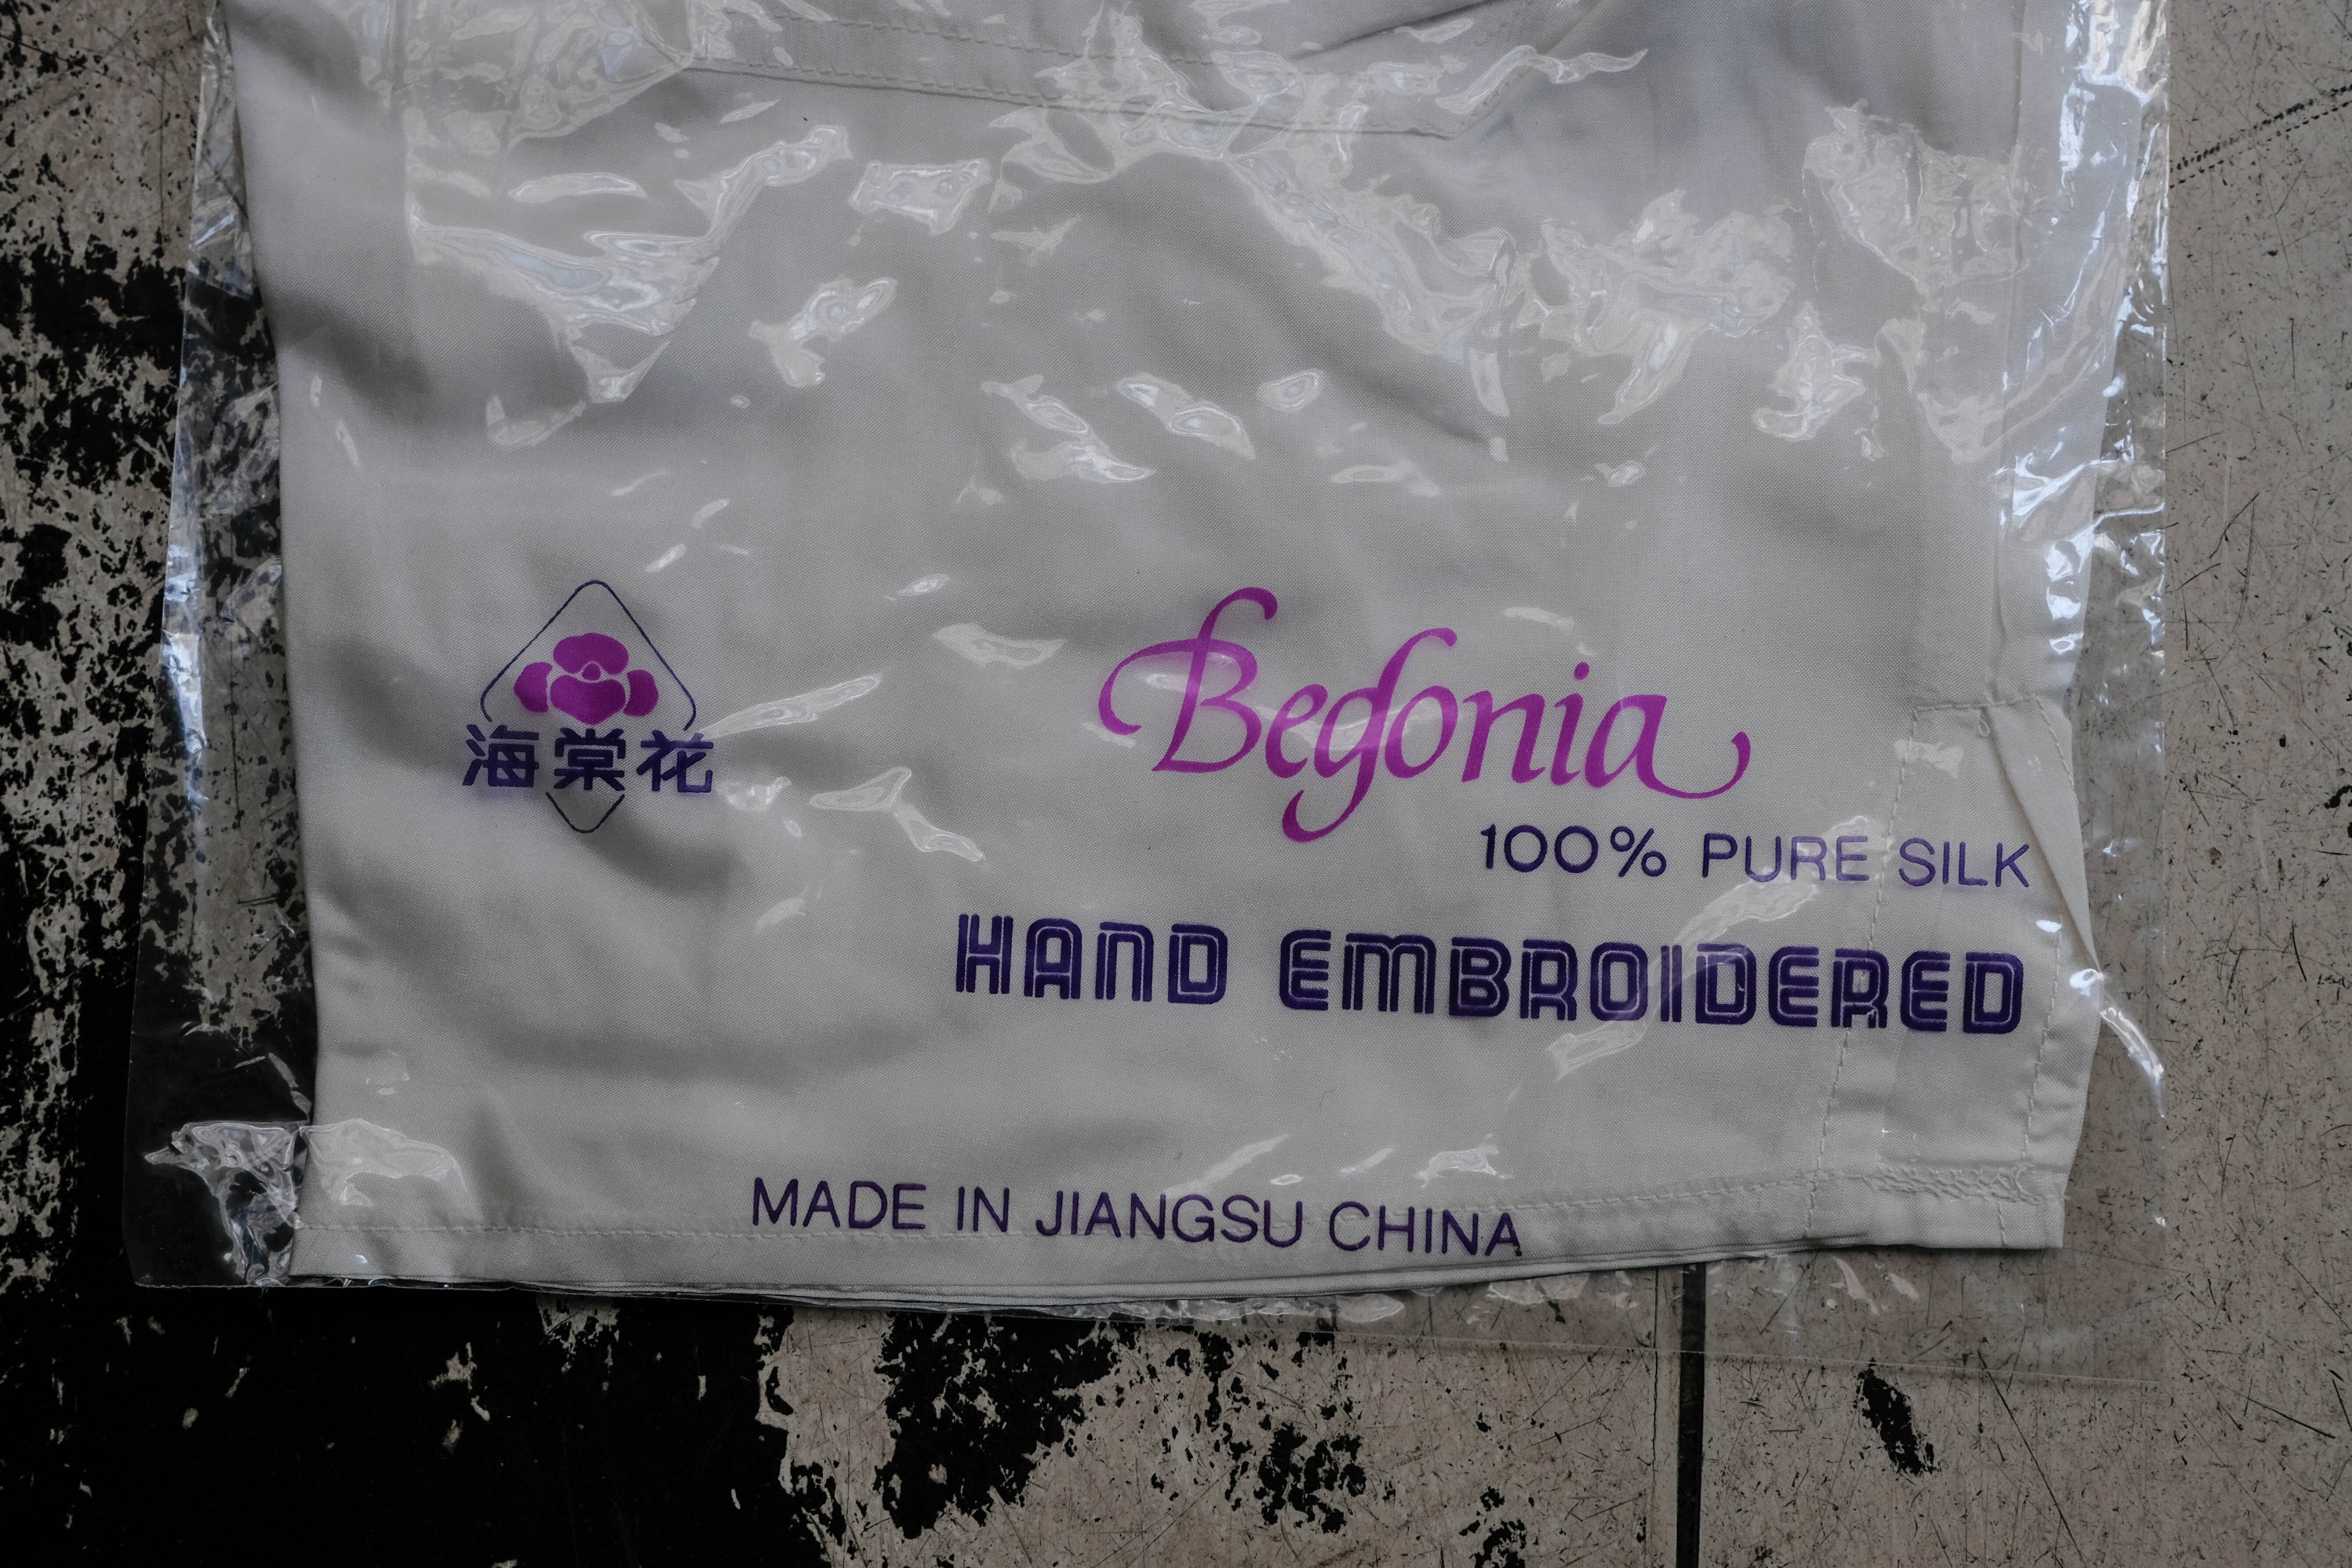 海棠花
Begonia
100% PURE SILK
HAND EMBROIDERED
MADE IN JIANGSU CHINA